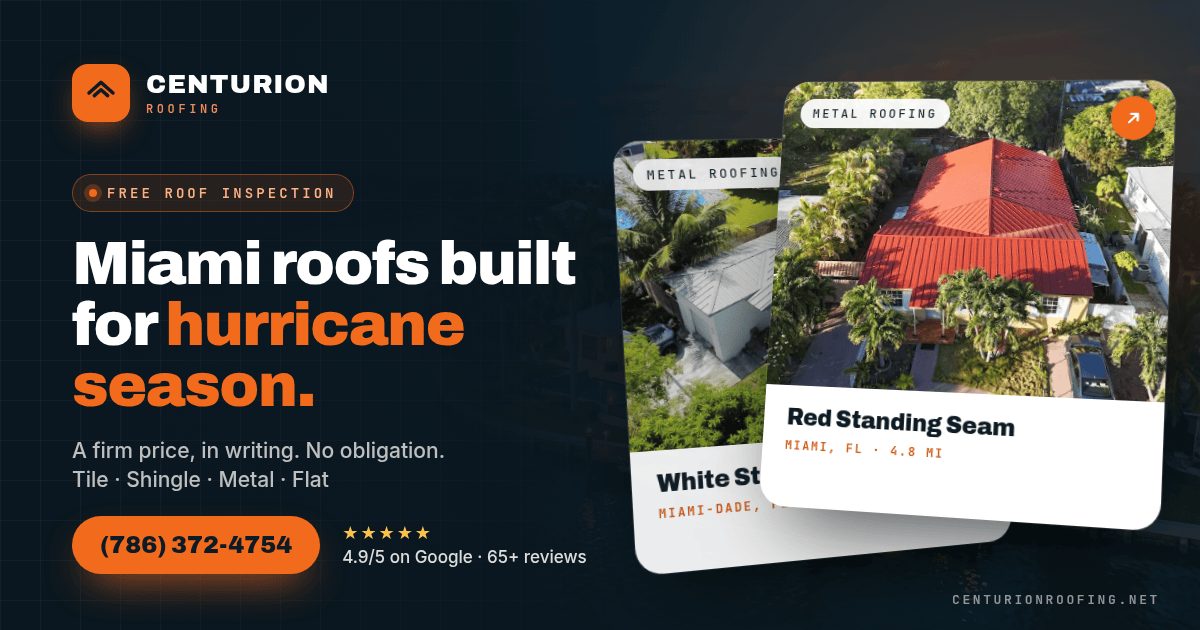 CENTURION
ROOFING
FREE ROOF INSPECTION
Miami roofs built
for hurricane
season.
A firm price, in writing. No obligation.
Tile · Shingle · Metal · Flat
(786) 372-4754
★★★★★
4.9/5 on Google · 65+ reviews
METAL ROOFING
White St
MIAMI-DADE,
METAL ROOFING
Red Standing Seam
MIAMI, FL · 4.8 MI
CENTURIONROOFING.NET